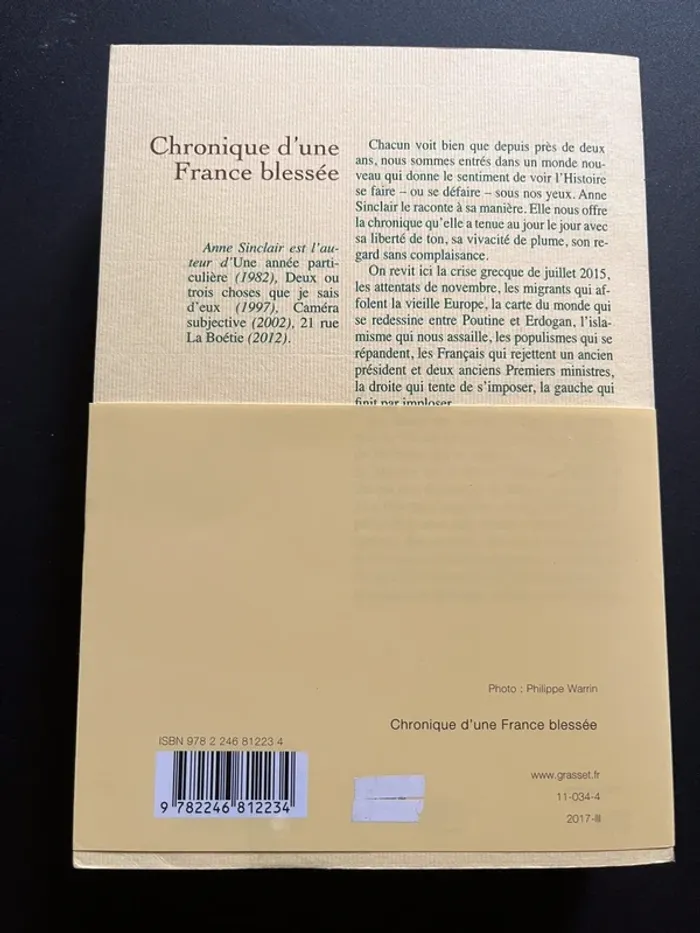 Chronique d'une
France blessée
Anne Sinclair est l'au-
teur d'Une année parti-
culière (1982), Deux ou
trois choses que je sais
d'eux (1997), Caméra
subjective (2002), 21 rue
La Boétie (2012).
Chacun voit bien que depuis près de deux
ans, nous sommes entrés dans un monde nou-
veau qui donne le sentiment de voir l'Histoire
se faire – ou se défaire – sous nos yeux. Anne
Sinclair le raconte à sa manière. Elle nous offre
la chronique qu'elle a tenue au jour le jour avec
sa liberté de ton, sa vivacité de plume, son re-
gard sans complaisance.
On revit ici la crise grecque de juillet 2015,
les attentats de novembre, les migrants qui af-
folent la vieille Europe, la carte du monde qui
se redessine entre Poutine et Erdogan, l'isla-
misme qui nous assaille, les populismes qui se
répandent, les Français qui rejettent un ancien
président et deux anciens Premiers ministres,
la droite qui tente de s'imposer, la gauche qui
finit par imploser
Photo : Philippe Warrin
Chronique d'une France blessée
ISBN 978 2 246 81223 4
9 782246 812234
www.grasset.fr
11-034-4
2017-III